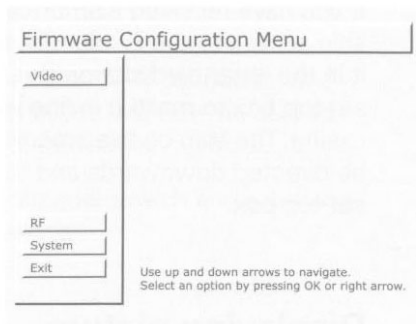 Firmware Configuration Menu
Video
RF
System
Exit
Use up and down arrows to navigate.
Select an option by pressing OK or right arrow.